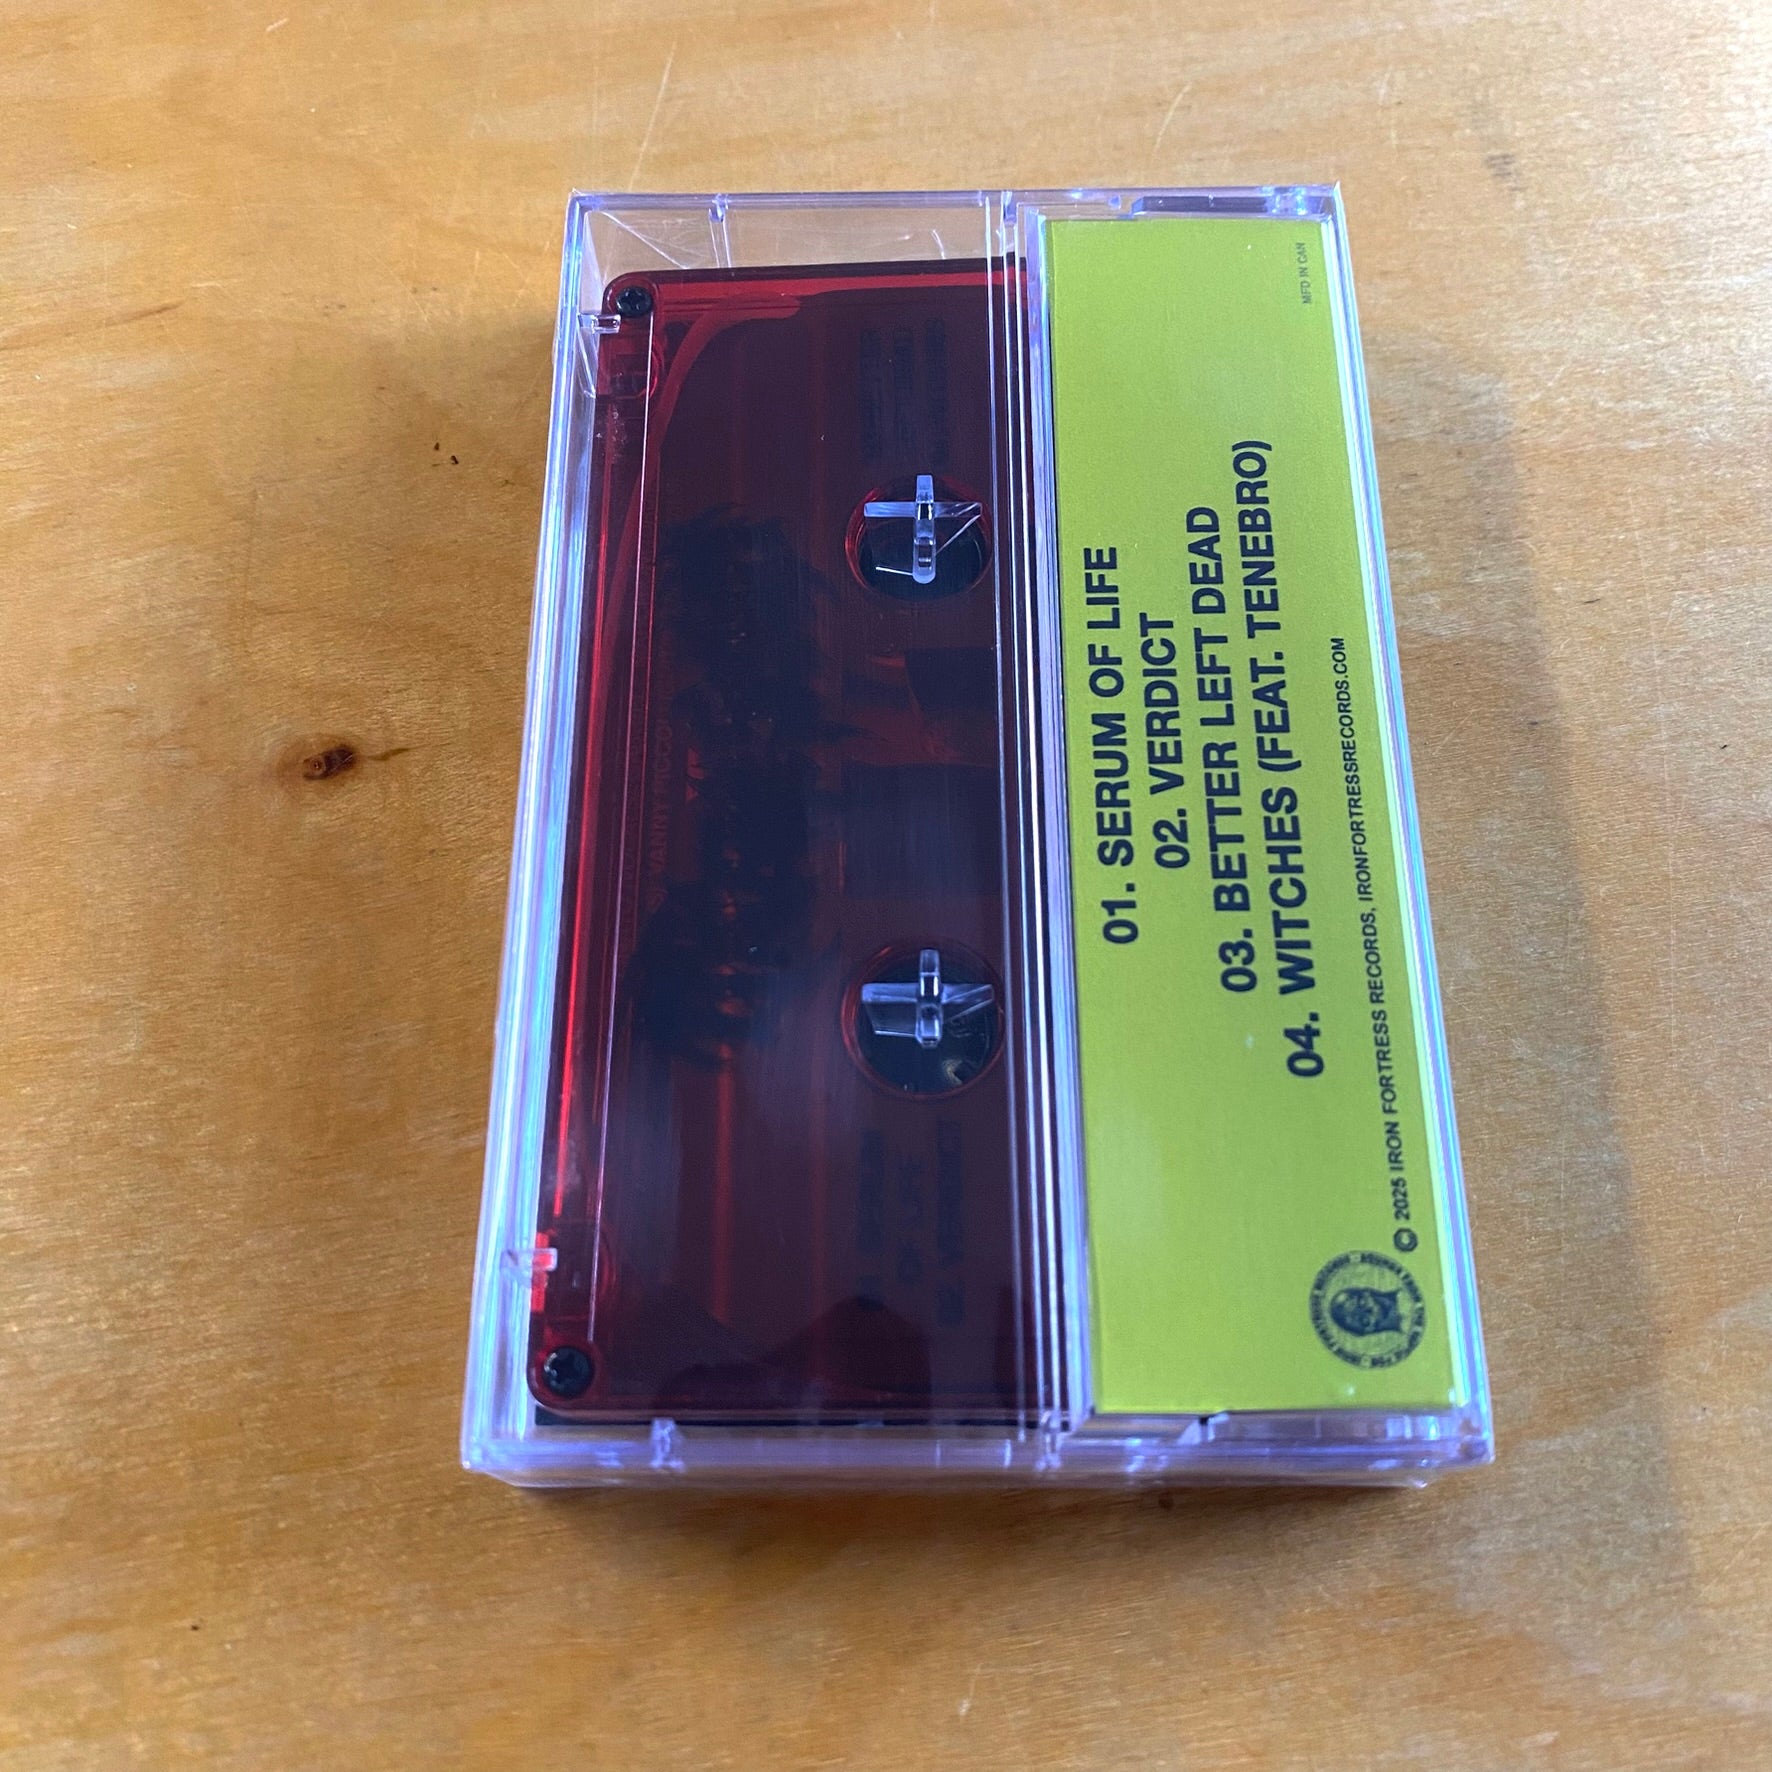 01. SERUM OF LIFE
02. VERDICT
03. BETTER LEFT DEAD
04. WITCHES (FEAT. TENEBRO)
© 2025 IRON FORTRESS RECORDS, IRONFORTRESSRECORDS.COM
MFD IN CAN